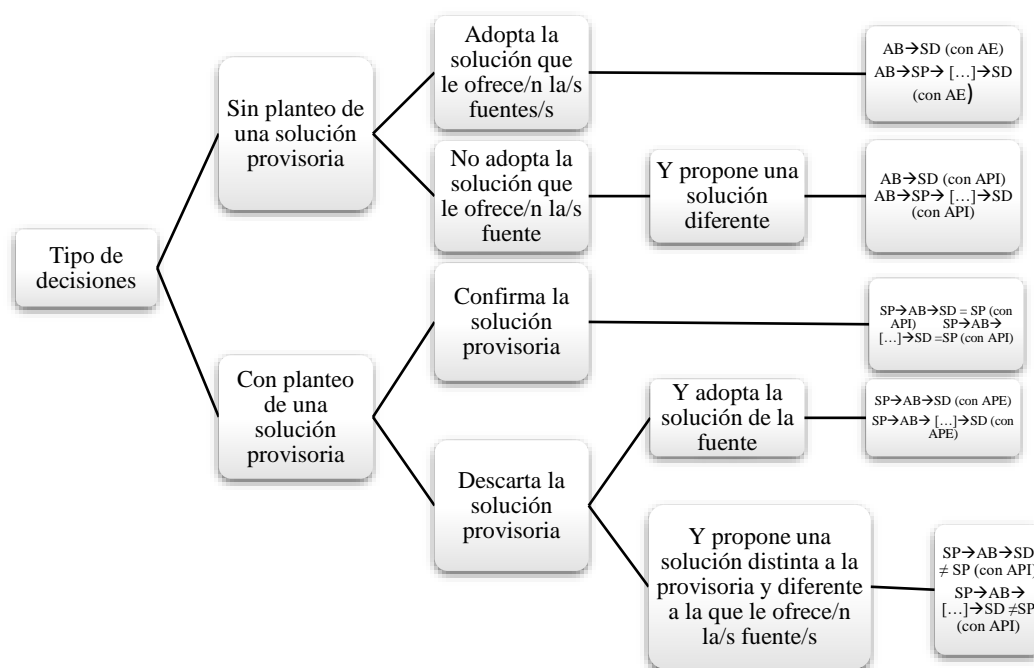 Tipo de
decisiones
Sin planteo de
una solución
provisoria
Adopta la
solución que
le ofrece/n la/s
fuentes/s
AB→SD (con AE)
AB→SP→ […]→SD
(con AE)
No adopta la
solución que
le ofrece/n la/s
fuente
Y propone una
solución
diferente
AB→SD (con API)
AB→SP→ […]→SD
(con API)
Con planteo
de una
solución
provisoria
Confirma la
solución
provisoria
SP→AB→SD = SP (con
API) SP→AB→
[…]→SD =SP (con API)
Descarta la
solución
provisoria
Y adopta la
solución de la
fuente
SP→AB→SD (con APE)
SP→AB→ […]→SD (con
APE)
Y propone una
solución distinta a la
provisoria y diferente
a la que le ofrece/n
la/s fuente/s
SP→AB→SD
≠ SP (con API)
SP→AB→
[…]→SD ≠SP
(con API)